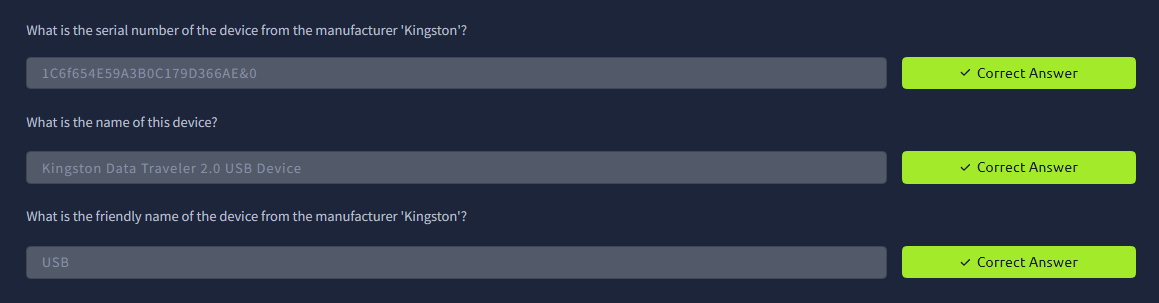 What is the serial number of the device from the manufacturer 'Kingston'?
1C6f654E59A3B0C179D366AE&0
✓ Correct Answer
What is the name of this device?
Kingston Data Traveler 2.0 USB Device
✓ Correct Answer
What is the friendly name of the device from the manufacturer 'Kingston'?
USB
✓ Correct Answer